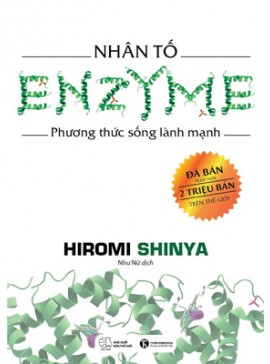 NHÂN TỐ
ENZYME
Phương thức sống lành mạnh
ĐÃ BÁN
2 TRIỆU BẢN
TRÊN THẾ GIỚI
HIROMI SHINYA
Như Nữ dịch